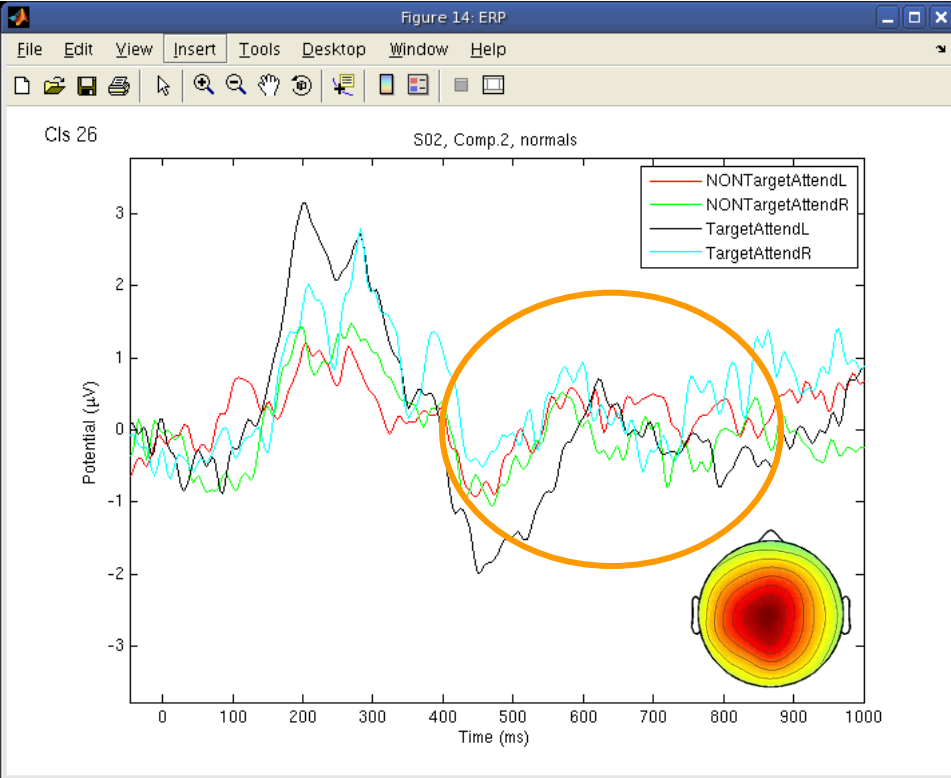 Figure 14: ERP
File Edit View Insert Tools Desktop Window Help
Cls 26
S02, Comp.2, normals
NONTargetAttendL
NONTargetAttendR
TargetAttendL
TargetAttendR
3
2
1
0
-1
-2
-3
Potential (μV)
0 100 200 300 400 500 600 700 800 900 1000
Time (ms)